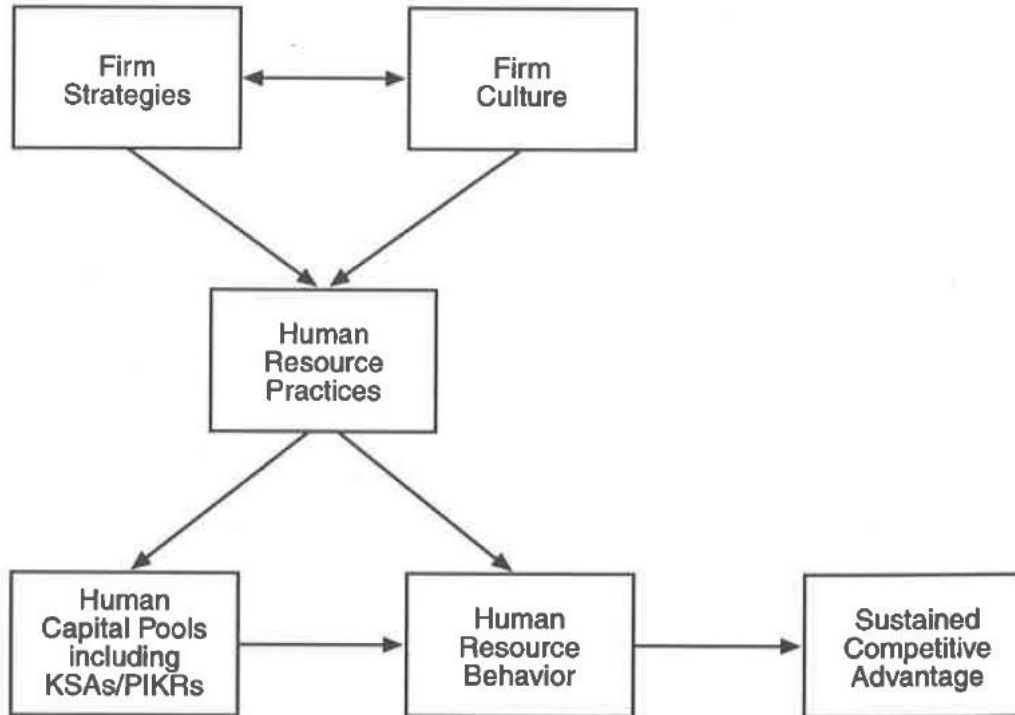 Firm
Strategies
Firm
Culture
Human
Resource
Practices
Human
Capital Pools
including
KSAs/PIKRs
Human
Resource
Behavior
Sustained
Competitive
Advantage